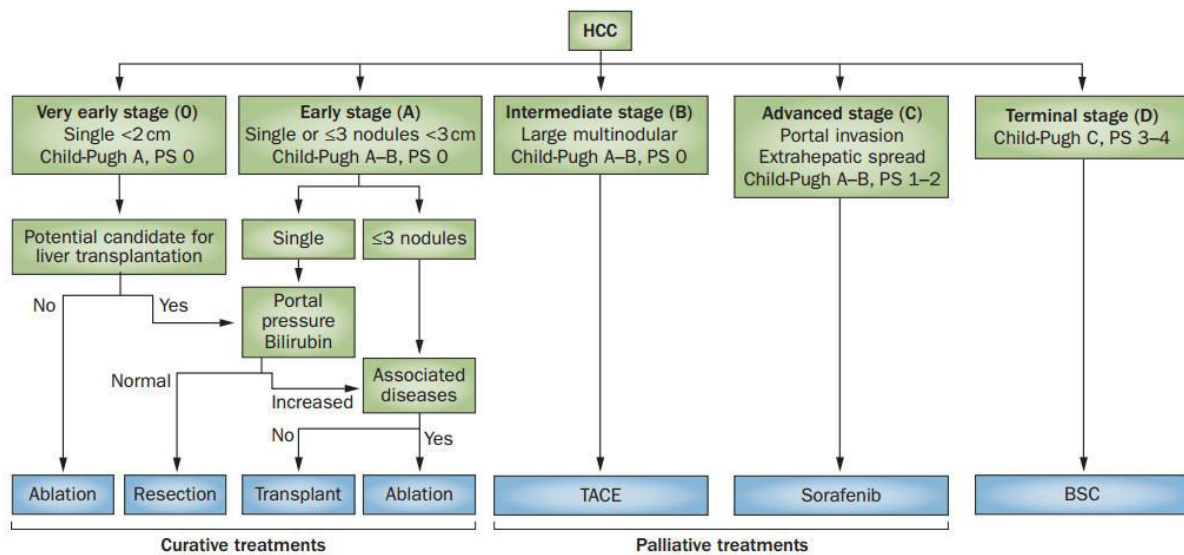 HCC
Very early stage (0)
Single <2 cm
Child-Pugh A, PS 0
Early stage (A)
Single or ≤3 nodules <3 cm
Child-Pugh A–B, PS 0
Intermediate stage (B)
Large multinodular
Child-Pugh A–B, PS 0
Advanced stage (C)
Portal invasion
Extrahepatic spread
Child-Pugh A–B, PS 1–2
Terminal stage (D)
Child-Pugh C, PS 3–4
Potential candidate for
liver transplantation
Single
≤3 nodules
No
Yes
Portal
pressure
Bilirubin
Normal
Increased
Associated
diseases
No
Yes
Ablation
Resection
Transplant
Ablation
TACE
Sorafenib
BSC
Curative treatments
Palliative treatments